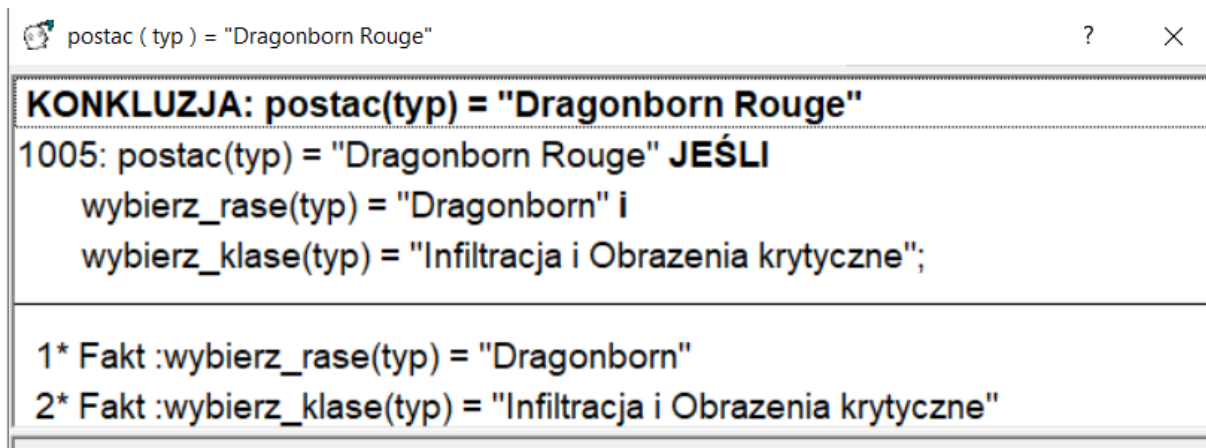 postac ( typ ) = "Dragonborn Rouge" ?
KONKLUZJA: postac(typ) = "Dragonborn Rouge"
1005: postac(typ) = "Dragonborn Rouge" JEŚLI
wybierz_rase(typ) = "Dragonborn" i
wybierz_klase(typ) = "Infiltracja i Obrazenia krytyczne";
1* Fakt :wybierz_rase(typ) = "Dragonborn"
2* Fakt :wybierz_klase(typ) = "Infiltracja i Obrazenia krytyczne"